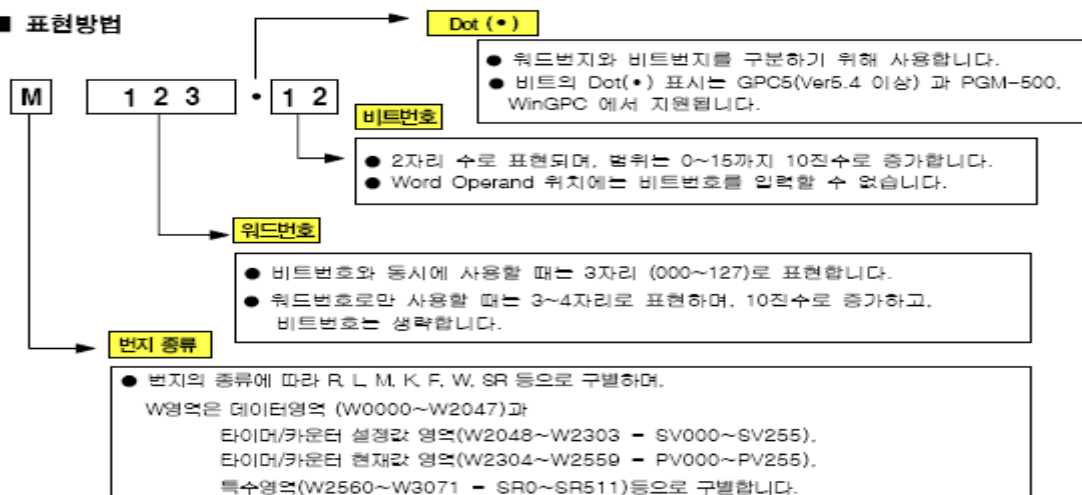 ■ 표현방법
Dot (•)
● 워드번지와 비트번지를 구분하기 위해 사용합니다.
● 비트의 Dot(•) 표시는 GPC5(Ver5.4 이상) 과 PGM-500,
WinGPC 에서 지원됩니다.
M 1 2 3 • 1 2
비트번호
● 2자리 수로 표현되며, 범위는 0~15까지 10진수로 증가합니다.
● Word Operand 위치에는 비트번호를 입력할 수 없습니다.
워드번호
● 비트번호와 동시에 사용할 때는 3자리 (000~127)로 표현합니다.
● 워드번호로만 사용할 때는 3~4자리로 표현하며, 10진수로 증가하고,
비트번호는 생략합니다.
번지 종류
● 번지의 종류에 따라 R, L, M, K, F, W, SR 등으로 구별하며,
W영역은 데이터영역 (W0000~W2047)과
타이머/카운터 설정값 영역(W2048~W2303 - SV000~SV255),
타이머/카운터 현재값 영역(W2304~W2559 - PV000~PV255),
특수영역(W2560~W3071 - SR0~SR511)등으로 구별합니다.